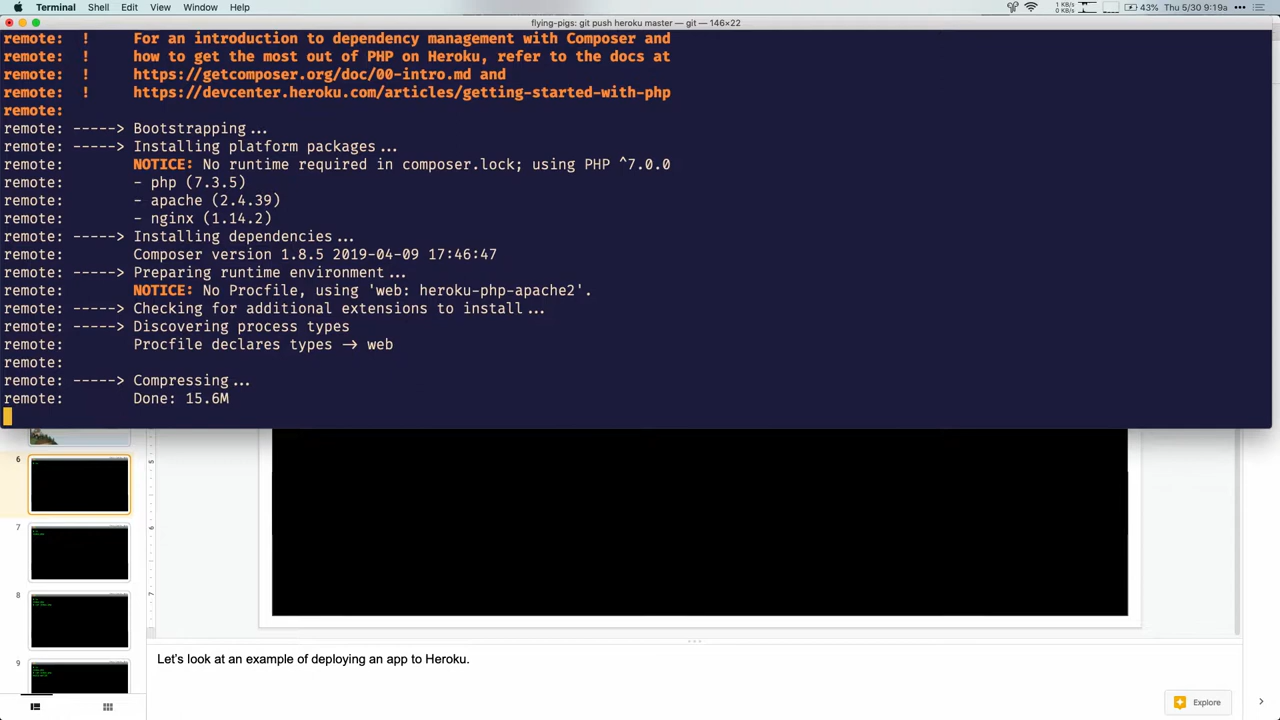 Terminal Shell Edit View Window Help 1 KB/s 0 KB/s 43% Thu 5/30 9:19a
flying-pigs: git push heroku master — git — 146×22
remote: ! For an introduction to dependency management with Composer and
remote: ! how to get the most out of PHP on Heroku, refer to the docs at
remote: ! https://getcomposer.org/doc/00-intro.md and
remote: ! https://devcenter.heroku.com/articles/getting-started-with-php
remote:
remote: -----> Bootstrapping...
remote: -----> Installing platform packages...
remote: NOTICE: No runtime required in composer.lock; using PHP ^7.0.0
remote: - php (7.3.5)
remote: - apache (2.4.39)
remote: - nginx (1.14.2)
remote: -----> Installing dependencies...
remote: Composer version 1.8.5 2019-04-09 17:46:47
remote: -----> Preparing runtime environment...
remote: NOTICE: No Procfile, using 'web: heroku-php-apache2'.
remote: -----> Checking for additional extensions to install...
remote: -----> Discovering process types
remote: Procfile declares types -> web
remote:
remote: -----> Compressing...
remote: Done: 15.6M
6
7
8
9
5
6
7
Let's look at an example of deploying an app to Heroku.
Explore